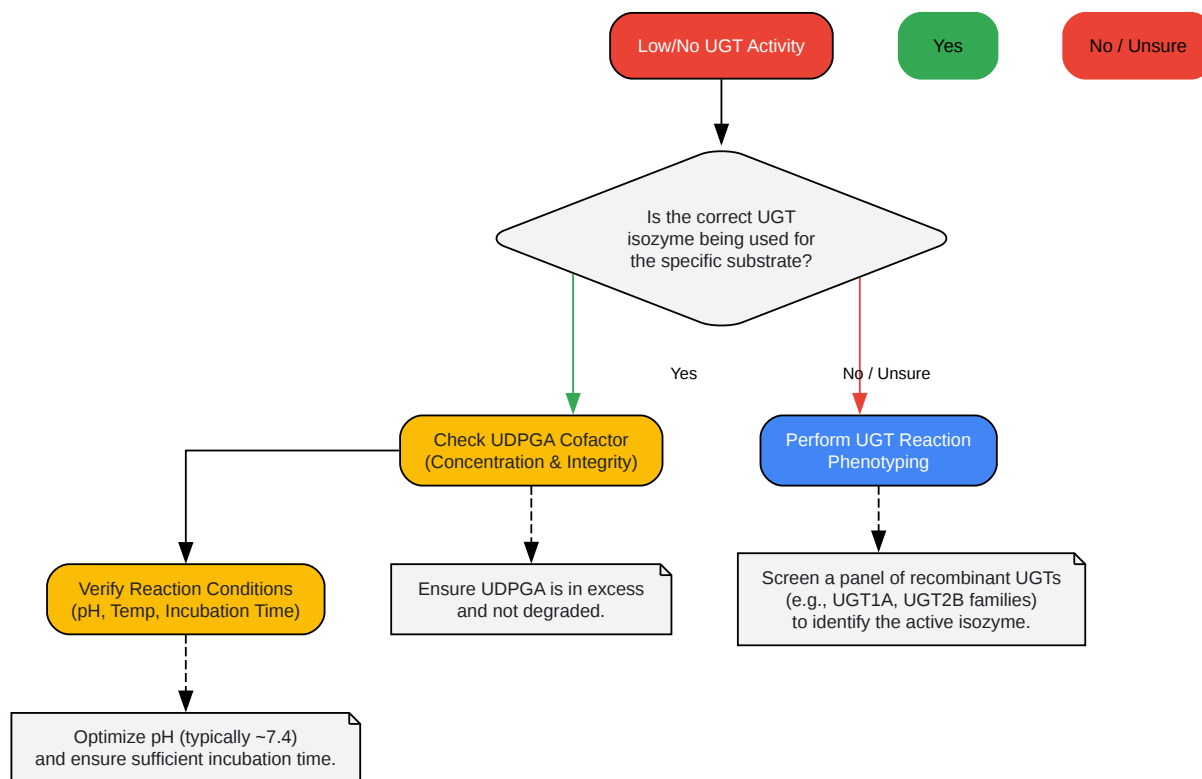 Low/No UGT Activity
Yes
No / Unsure
Is the correct UGT
isozyme being used for
the specific substrate?
Yes
No / Unsure
Check UDPGA Cofactor
(Concentration & Integrity)
Perform UGT Reaction
Phenotyping
Verify Reaction Conditions
(pH, Temp, Incubation Time)
Ensure UDPGA is in excess
and not degraded.
Screen a panel of recombinant UGTs
(e.g., UGT1A, UGT2B families)
to identify the active isozyme.
Optimize pH (typically ~7.4)
and ensure sufficient incubation time.